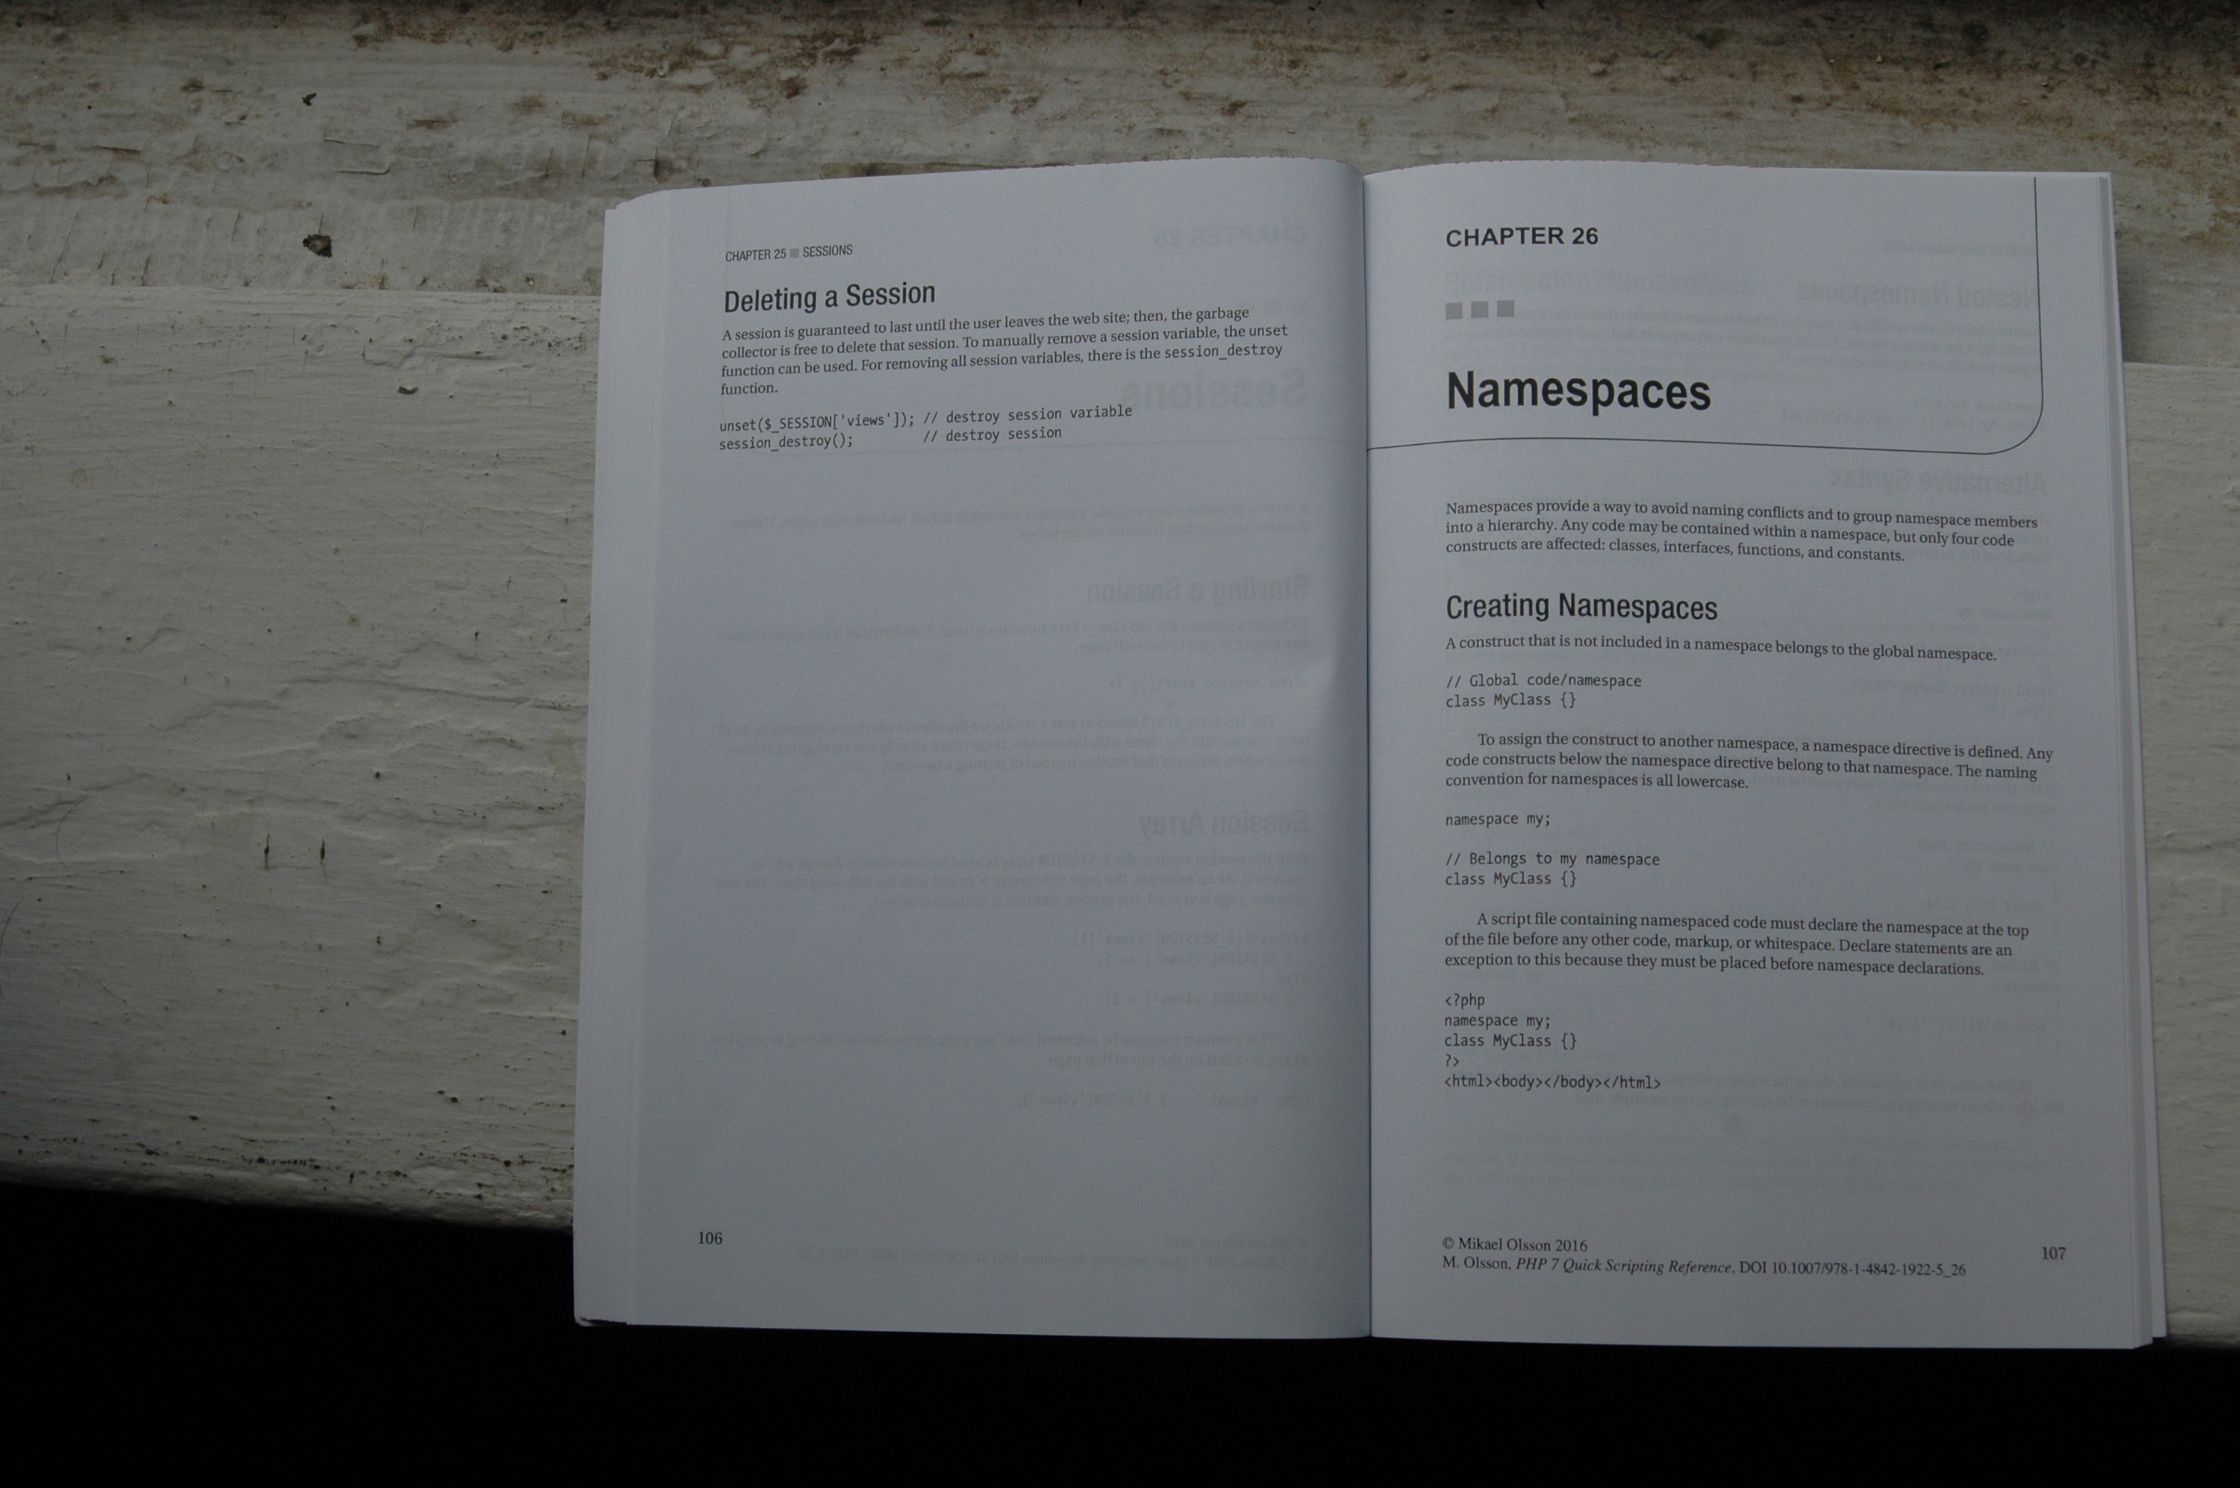 CHAPTER 25 ■ SESSIONS
Deleting a Session
A session is guaranteed to last until the user leaves the web site; then, the garbage
collector is free to delete that session. To manually remove a session variable, the unset
function can be used. For removing all session variables, there is the session_destroy
function.
unset($_SESSION['views']); // destroy session variable
session_destroy();         // destroy session
106
CHAPTER 26
Namespaces
Namespaces provide a way to avoid naming conflicts and to group namespace members
into a hierarchy. Any code may be contained within a namespace, but only four code
constructs are affected: classes, interfaces, functions, and constants.
Creating Namespaces
A construct that is not included in a namespace belongs to the global namespace.
// Global code/namespace
class MyClass {}
To assign the construct to another namespace, a namespace directive is defined. Any
code constructs below the namespace directive belong to that namespace. The naming
convention for namespaces is all lowercase.
namespace my;
// Belongs to my namespace
class MyClass {}
A script file containing namespaced code must declare the namespace at the top
of the file before any other code, markup, or whitespace. Declare statements are an
exception to this because they must be placed before namespace declarations.
<?php
namespace my;
class MyClass {}
?>
<html><body></body></html>
© Mikael Olsson 2016
M. Olsson, PHP 7 Quick Scripting Reference, DOI 10.1007/978-1-4842-1922-5_26
107